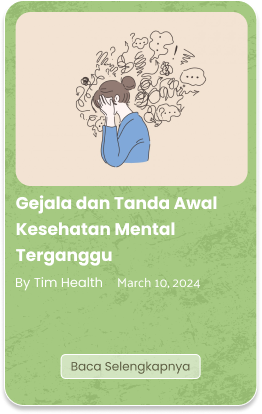 Gejala dan Tanda Awal
Kesehatan Mental
Terganggu
By Tim Health March 10, 2024
Baca Selengkapnya